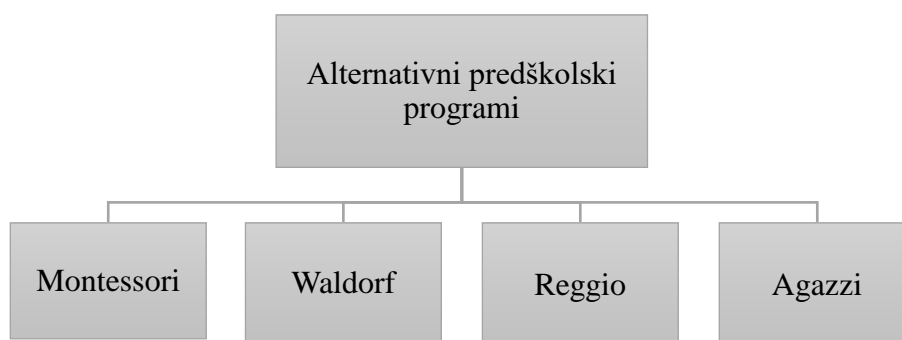 Alternativni predškolski
programi
Montessori
Waldorf
Reggio
Agazzi